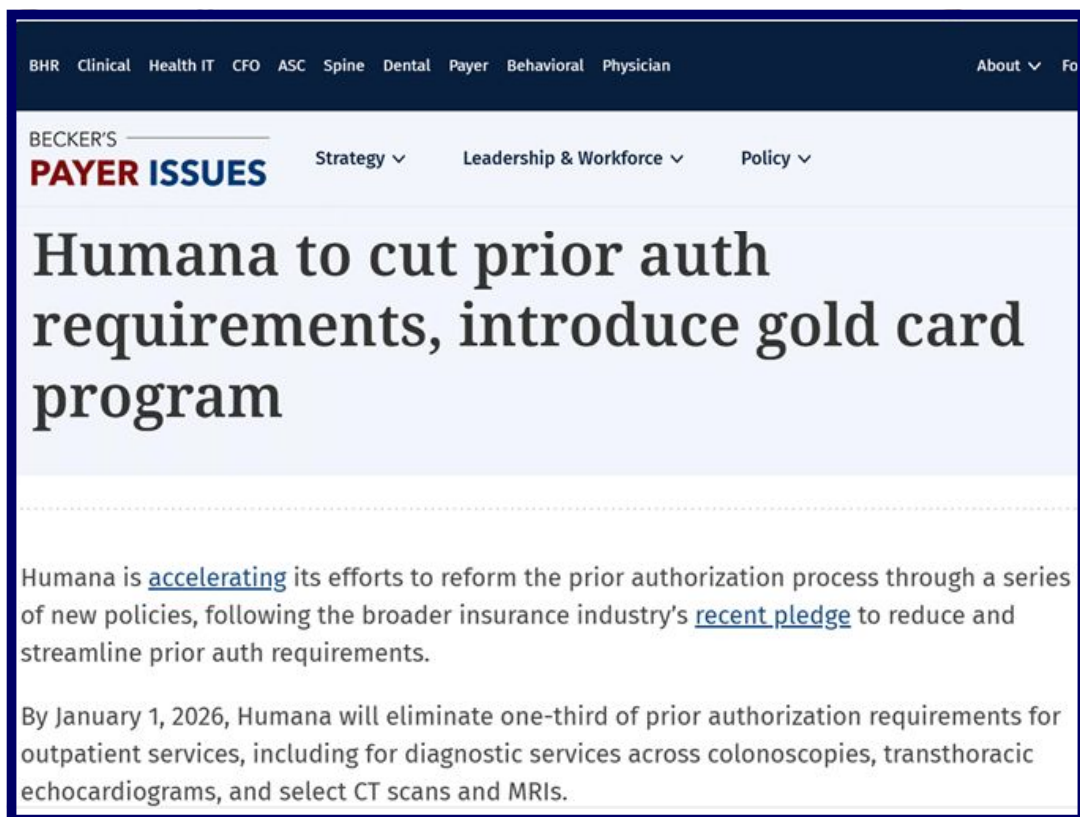 BHR Clinical Health IT CFO ASC Spine Dental Payer Behavioral Physician About Fo
BECKER'S
PAYER ISSUES
Strategy Leadership & Workforce Policy
Humana to cut prior auth
requirements, introduce gold card
program
Humana is accelerating its efforts to reform the prior authorization process through a series
of new policies, following the broader insurance industry's recent pledge to reduce and
streamline prior auth requirements.
By January 1, 2026, Humana will eliminate one-third of prior authorization requirements for
outpatient services, including for diagnostic services across colonoscopies, transthoracic
echocardiograms, and select CT scans and MRIs.